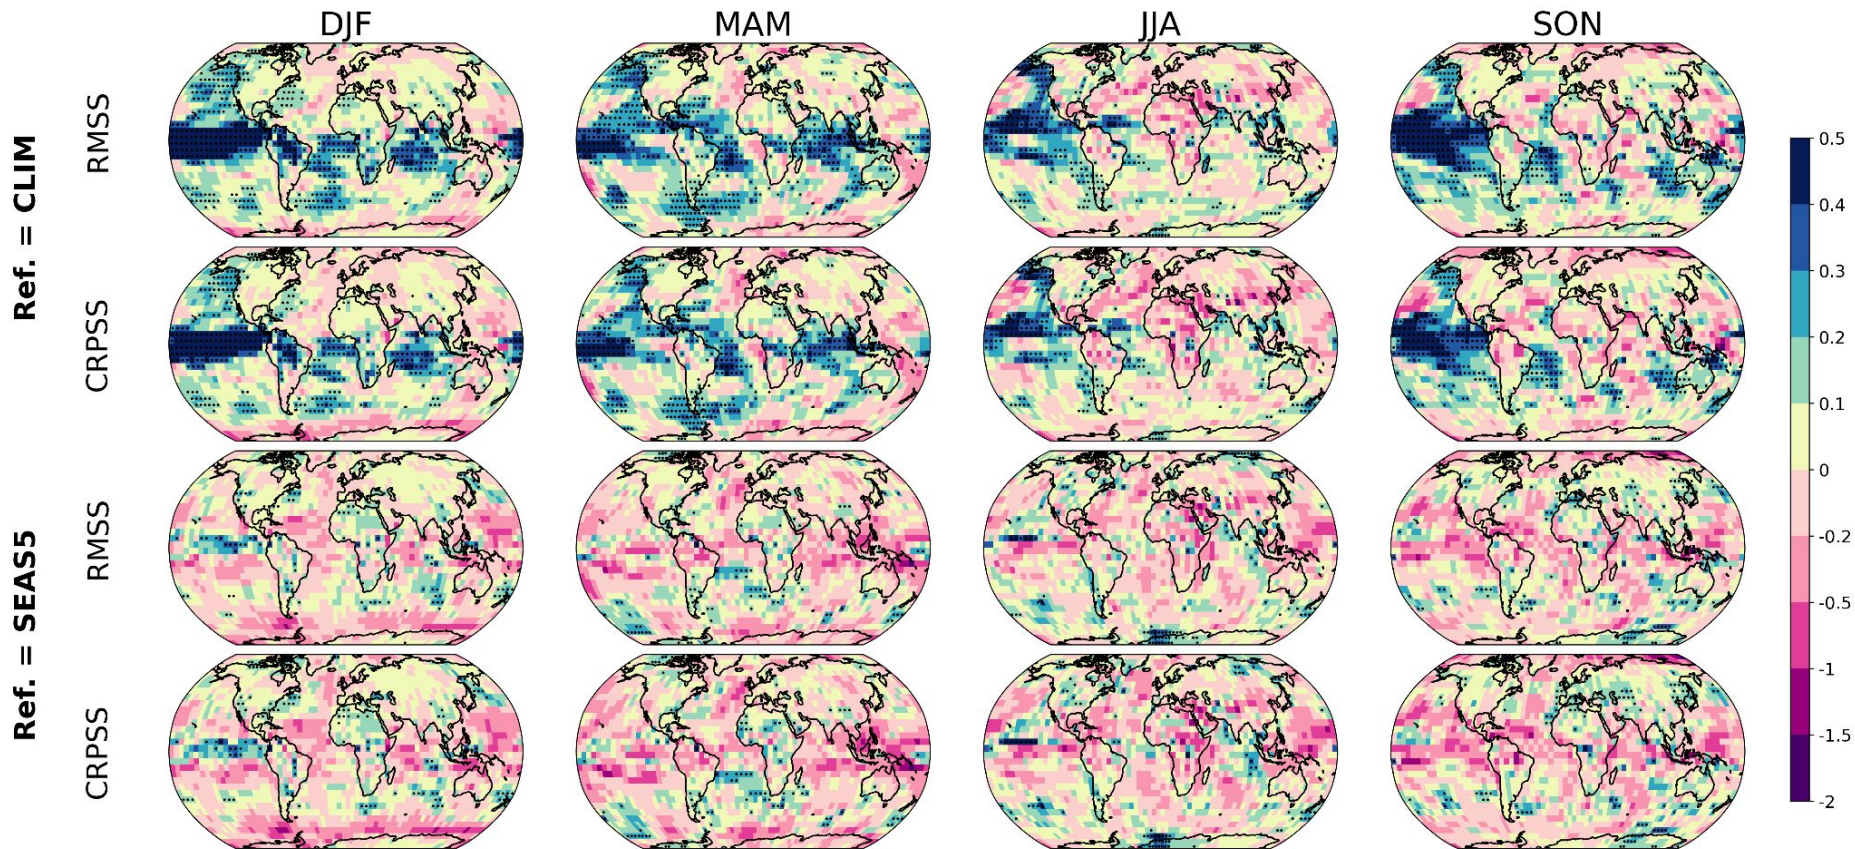 DJF MAM JJA SON
Ref. = CLIM
RMSS
CRPSS
Ref. = SEAS5
RMSS
CRPSS
0.5
0.4
0.3
0.2
0.1
0
-0.2
-0.5
-1
-1.5
-2